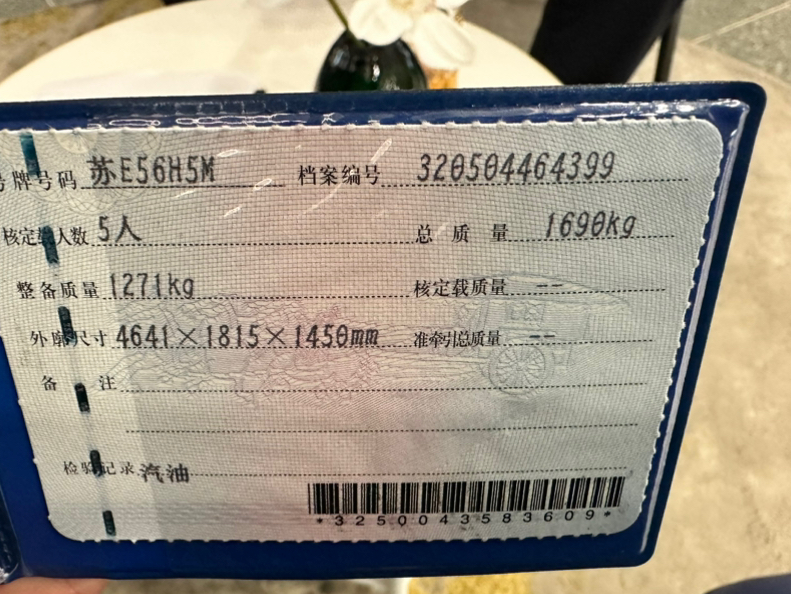 号牌号码 苏E56H5M 档案编号 320504464399
核定载人数 5人 总质量 1690kg
整备质量 1271kg 核定载质量 --
外廓尺寸 4641×1815×1450mm 准牵引总质量 --
备注
检验记录 汽油
*3250043583609*